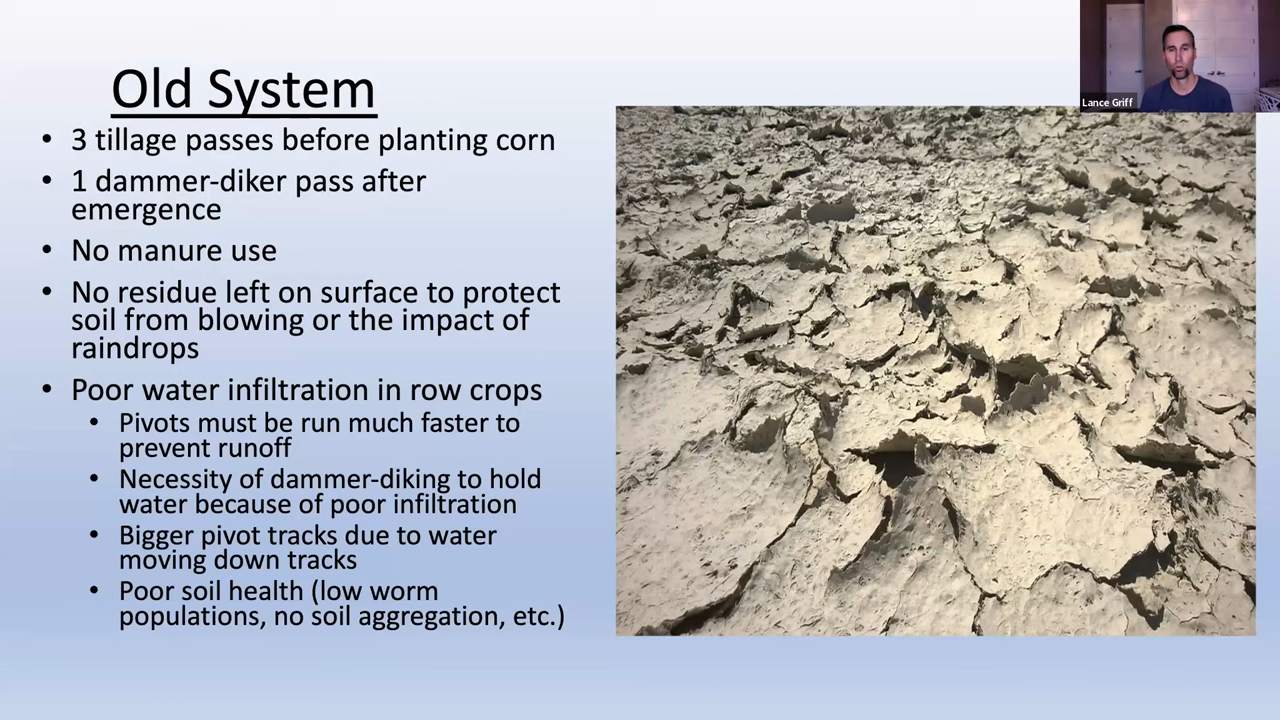 Old System
• 3 tillage passes before planting corn
• 1 dammer-diker pass after
emergence
• No manure use
• No residue left on surface to protect
soil from blowing or the impact of
raindrops
• Poor water infiltration in row crops
• Pivots must be run much faster to
prevent runoff
• Necessity of dammer-diking to hold
water because of poor infiltration
• Bigger pivot tracks due to water
moving down tracks
• Poor soil health (low worm
populations, no soil aggregation, etc.)
Lance Griff